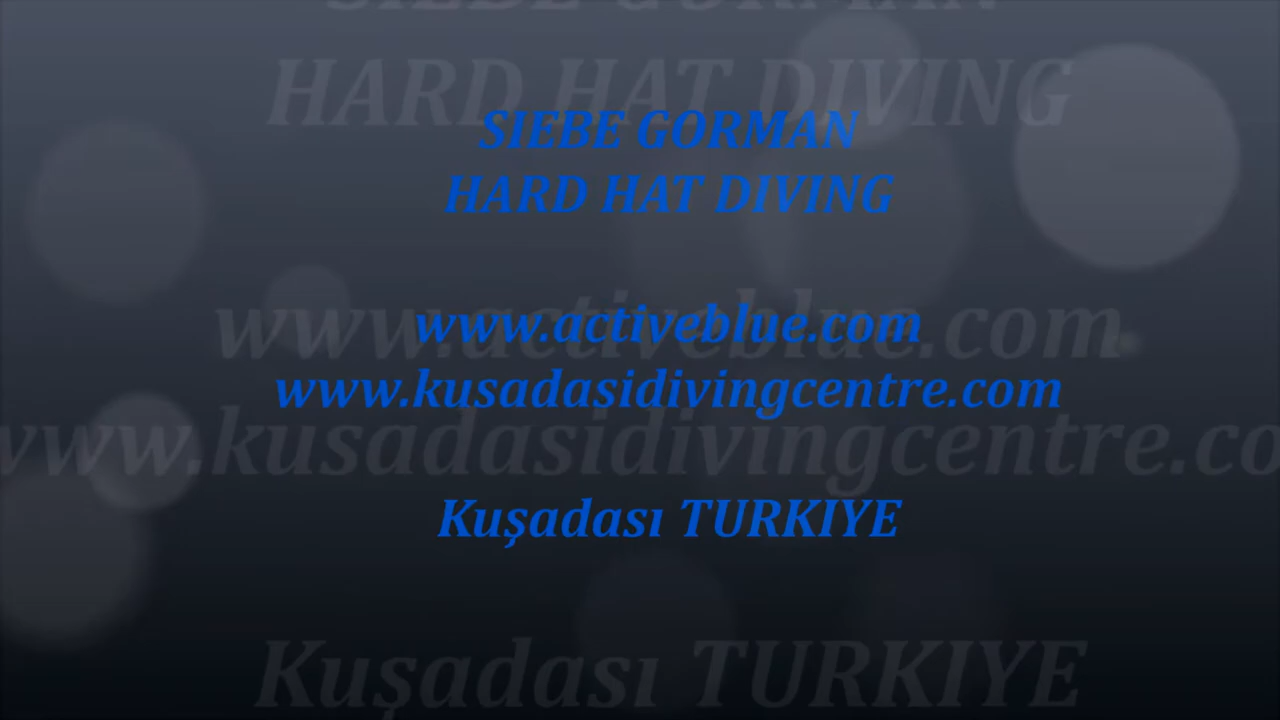 SIEBE GORMAN
HARD HAT DIVING
www.activeblue.com
www.kusadasidivingcentre.com
Kuşadası TURKIYE